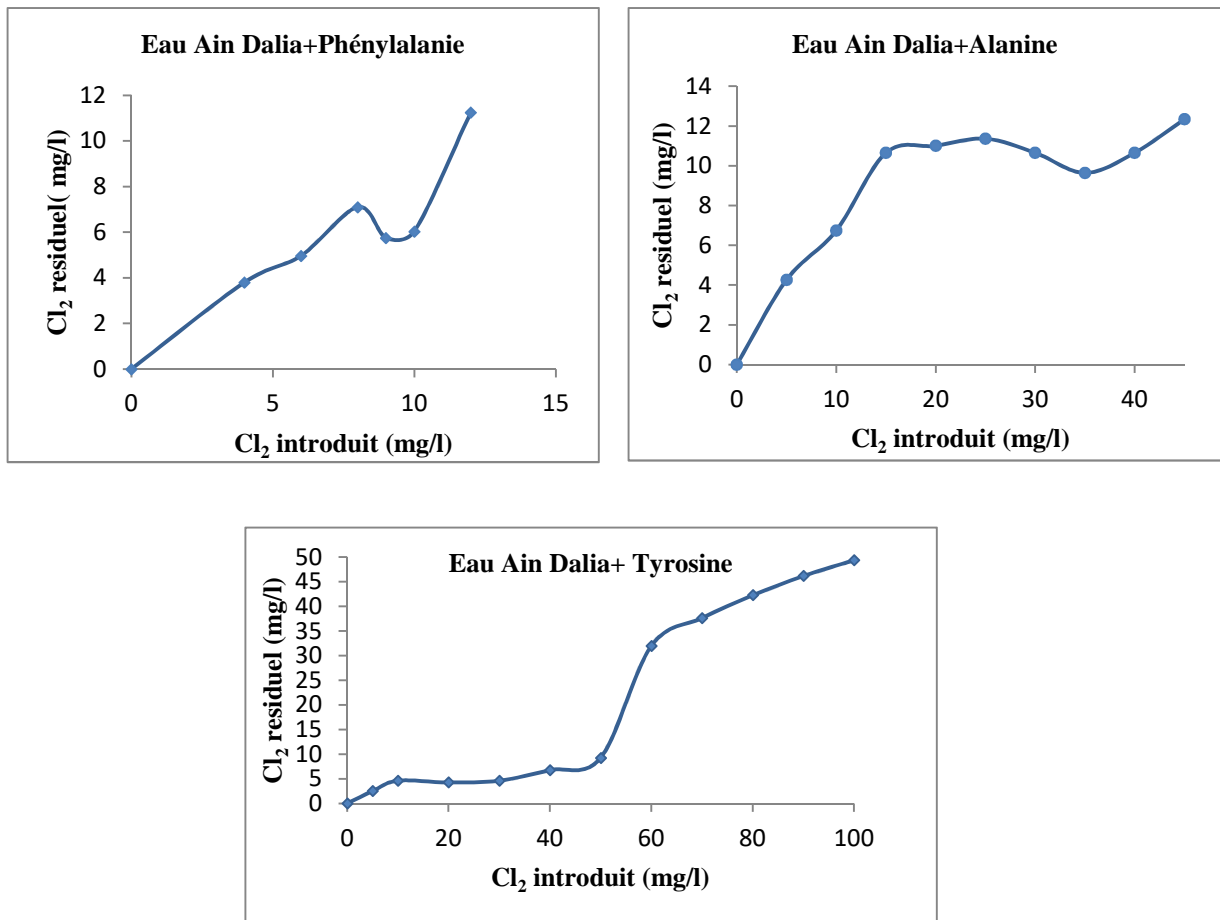 Eau Ain Dalia+Phénylalanie
Cl₂ residuel( mg/l)
12
10
8
6
4
2
0
0 5 10 15
Cl₂ introduit (mg/l)
Eau Ain Dalia+Alanine
Cl₂ residuel (mg/l)
14
12
10
8
6
4
2
0
0 10 20 30 40
Cl₂ introduit (mg/l)
Eau Ain Dalia+ Tyrosine
Cl₂ residuel (mg/l)
50
45
40
35
30
25
20
15
10
5
0
0 20 40 60 80 100
Cl₂ introduit (mg/l)